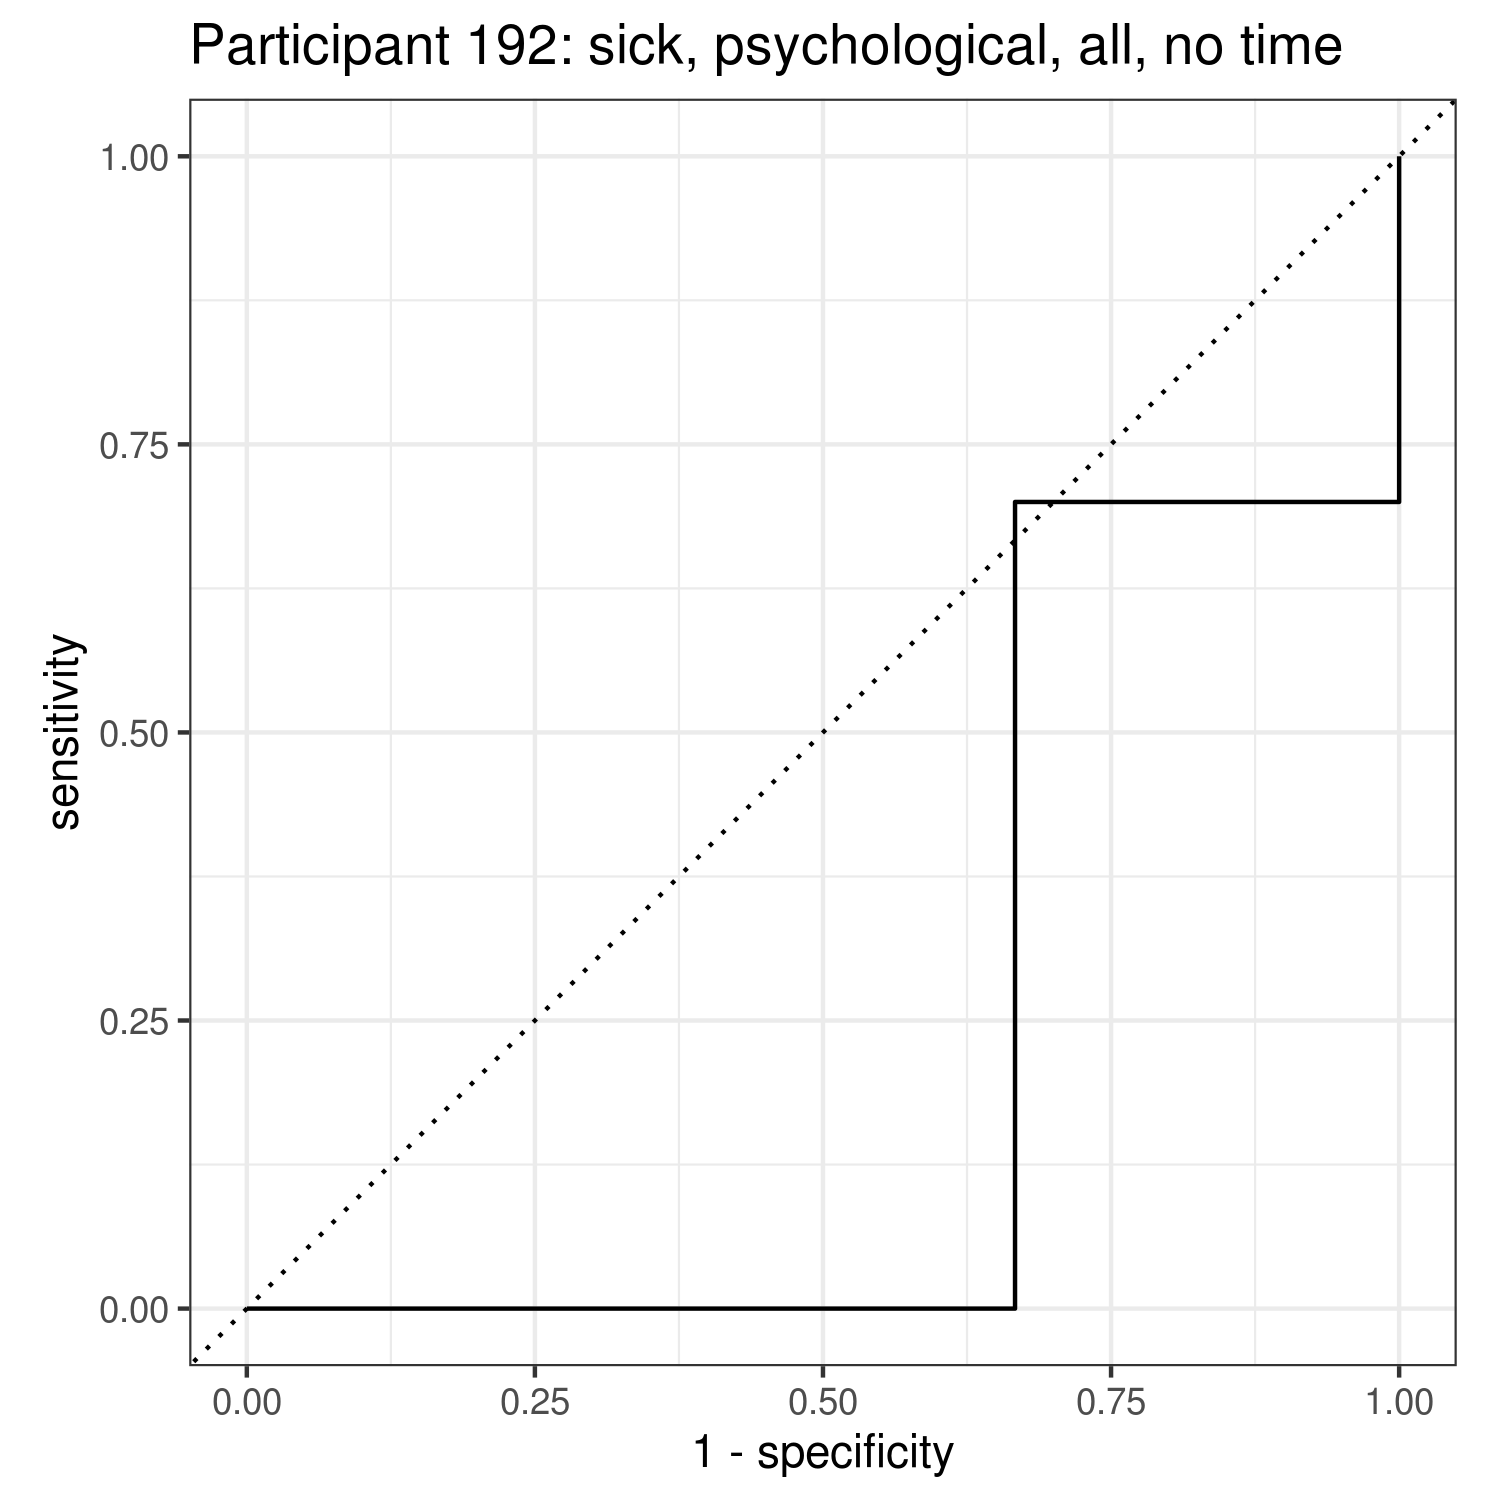 Participant 192: sick, psychological, all, no time
1.00
0.75
0.50
0.25
0.00
sensitivity
0.00 0.25 0.50 0.75 1.00
1 - specificity